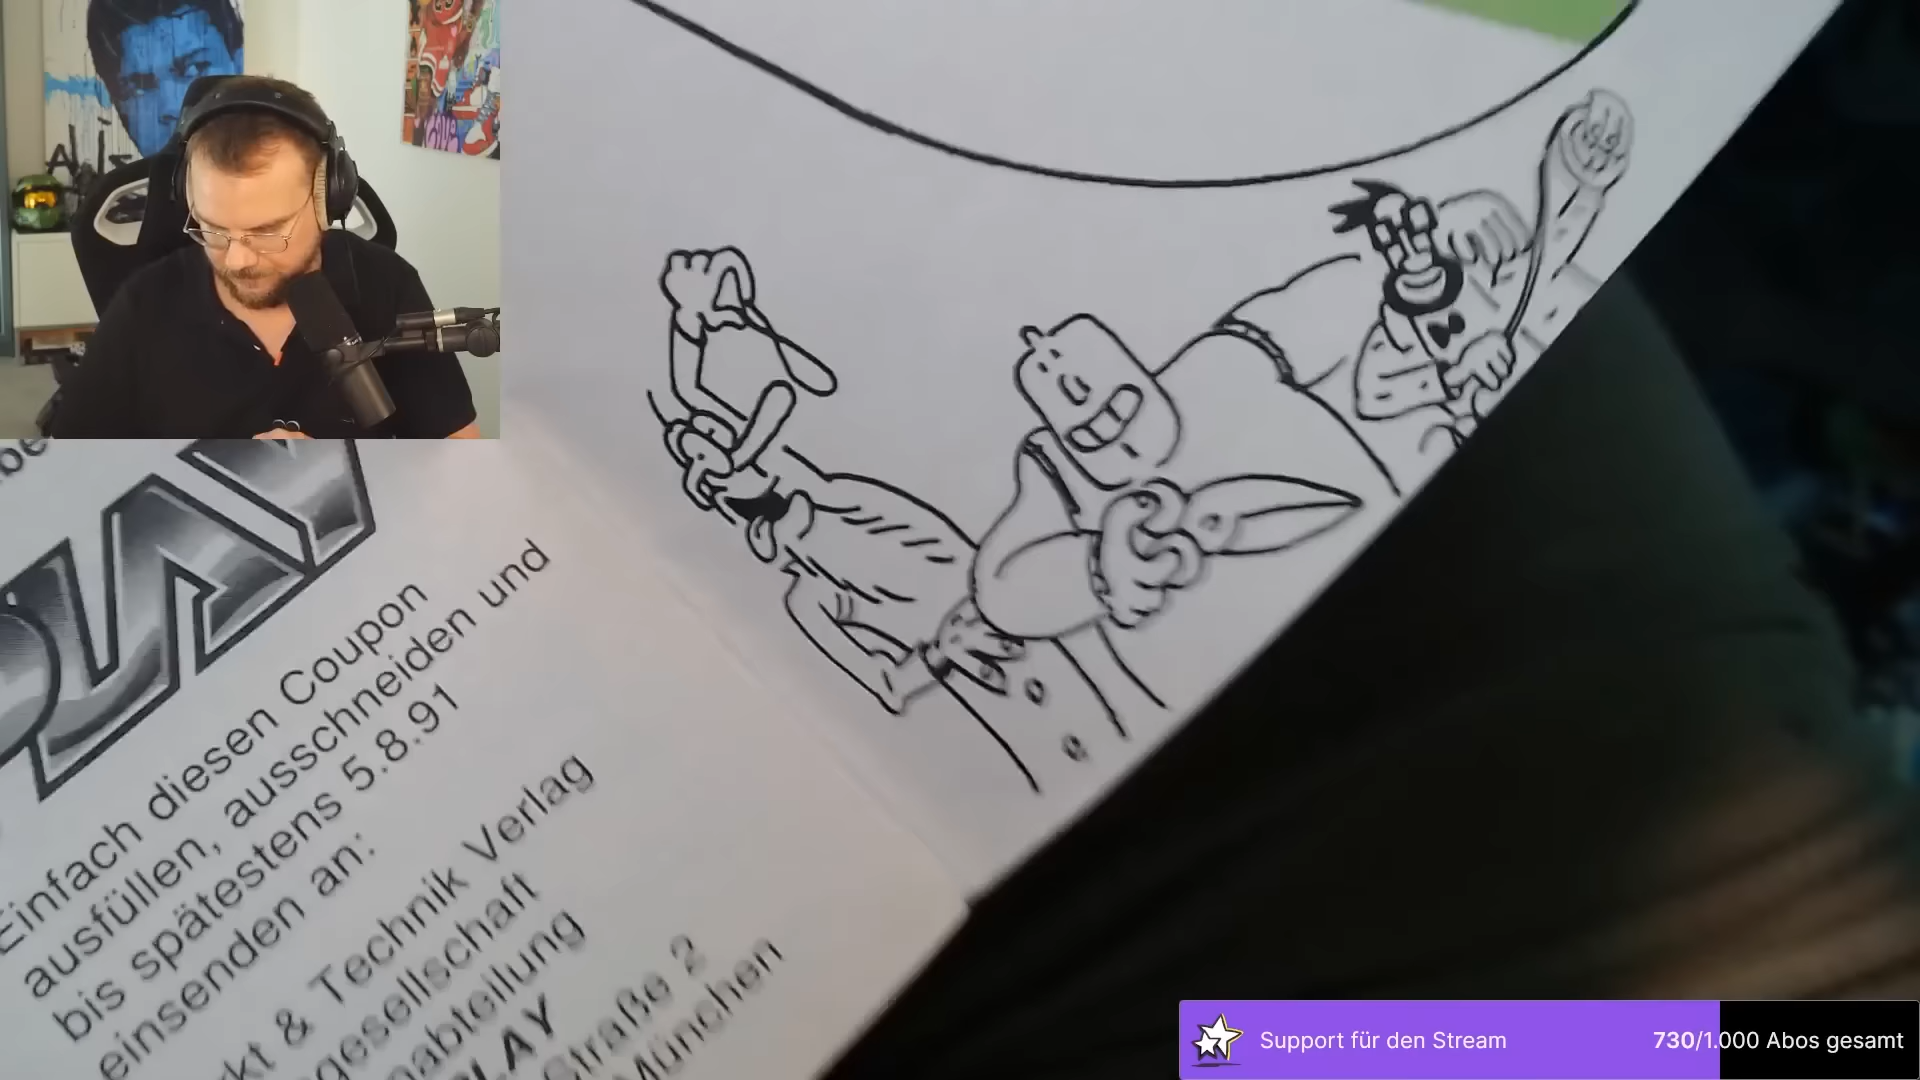 PLAY
Einfach diesen Coupon
ausfüllen, ausschneiden und
bis spätestens 5.8.91
einsenden an:
& Technik Verlag
Straße 2
München
Support für den Stream
730/1.000 Abos gesamt